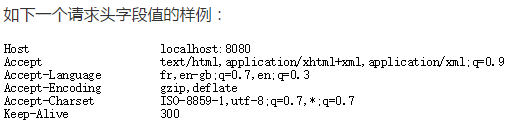 如下一个请求头字段值的样例：
Host localhost:8080
Accept text/html,application/xhtml+xml,application/xml;q=0.9
Accept-Language fr,en-gb;q=0.7,en;q=0.3
Accept-Encoding gzip,deflate
Accept-Charset ISO-8859-1,utf-8;q=0.7,*;q=0.7
Keep-Alive 300